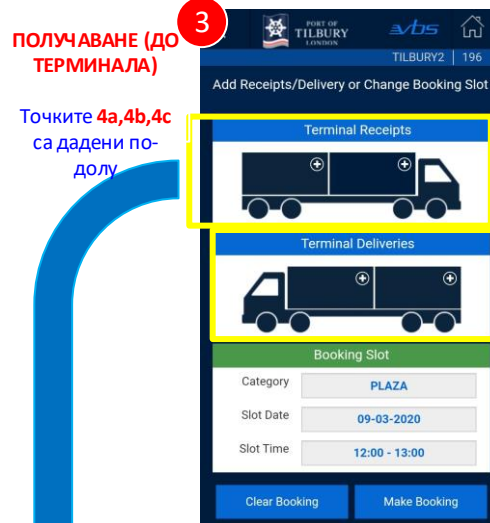 ПОЛУЧАВАНЕ (ДО
ТЕРМИНАЛА)
Точките 4a,4b,4c
са дадени по-
долу
3
PORT OF
TILBURY
LONDON
vbs
TILBURY2 | 196
Add Receipts/Delivery or Change Booking Slot
Terminal Receipts
Terminal Deliveries
Booking Slot
Category PLAZA
Slot Date 09-03-2020
Slot Time 12:00 - 13:00
Clear Booking Make Booking